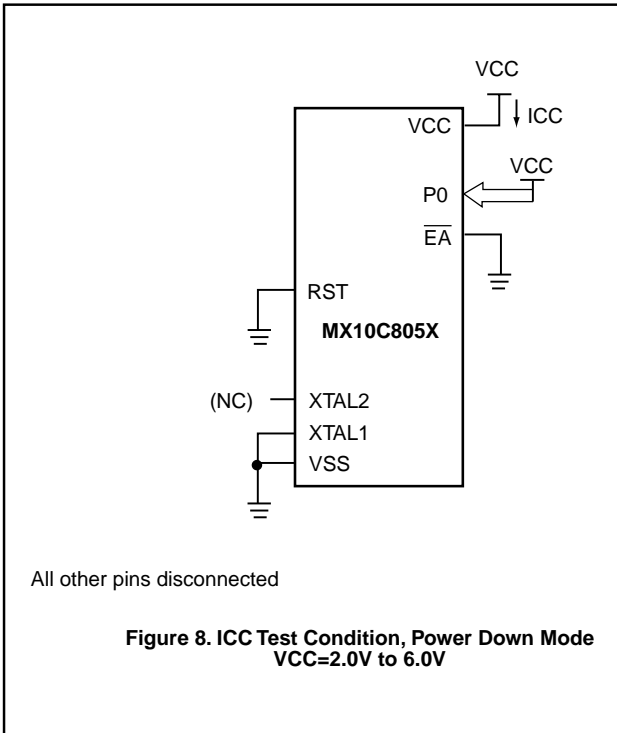 VCC
VCC
ICC
VCC
P0
EA
RST
MX10C805X
(NC)
XTAL2
XTAL1
VSS
All other pins disconnected
Figure 8. ICC Test Condition, Power Down Mode
VCC=2.0V to 6.0V